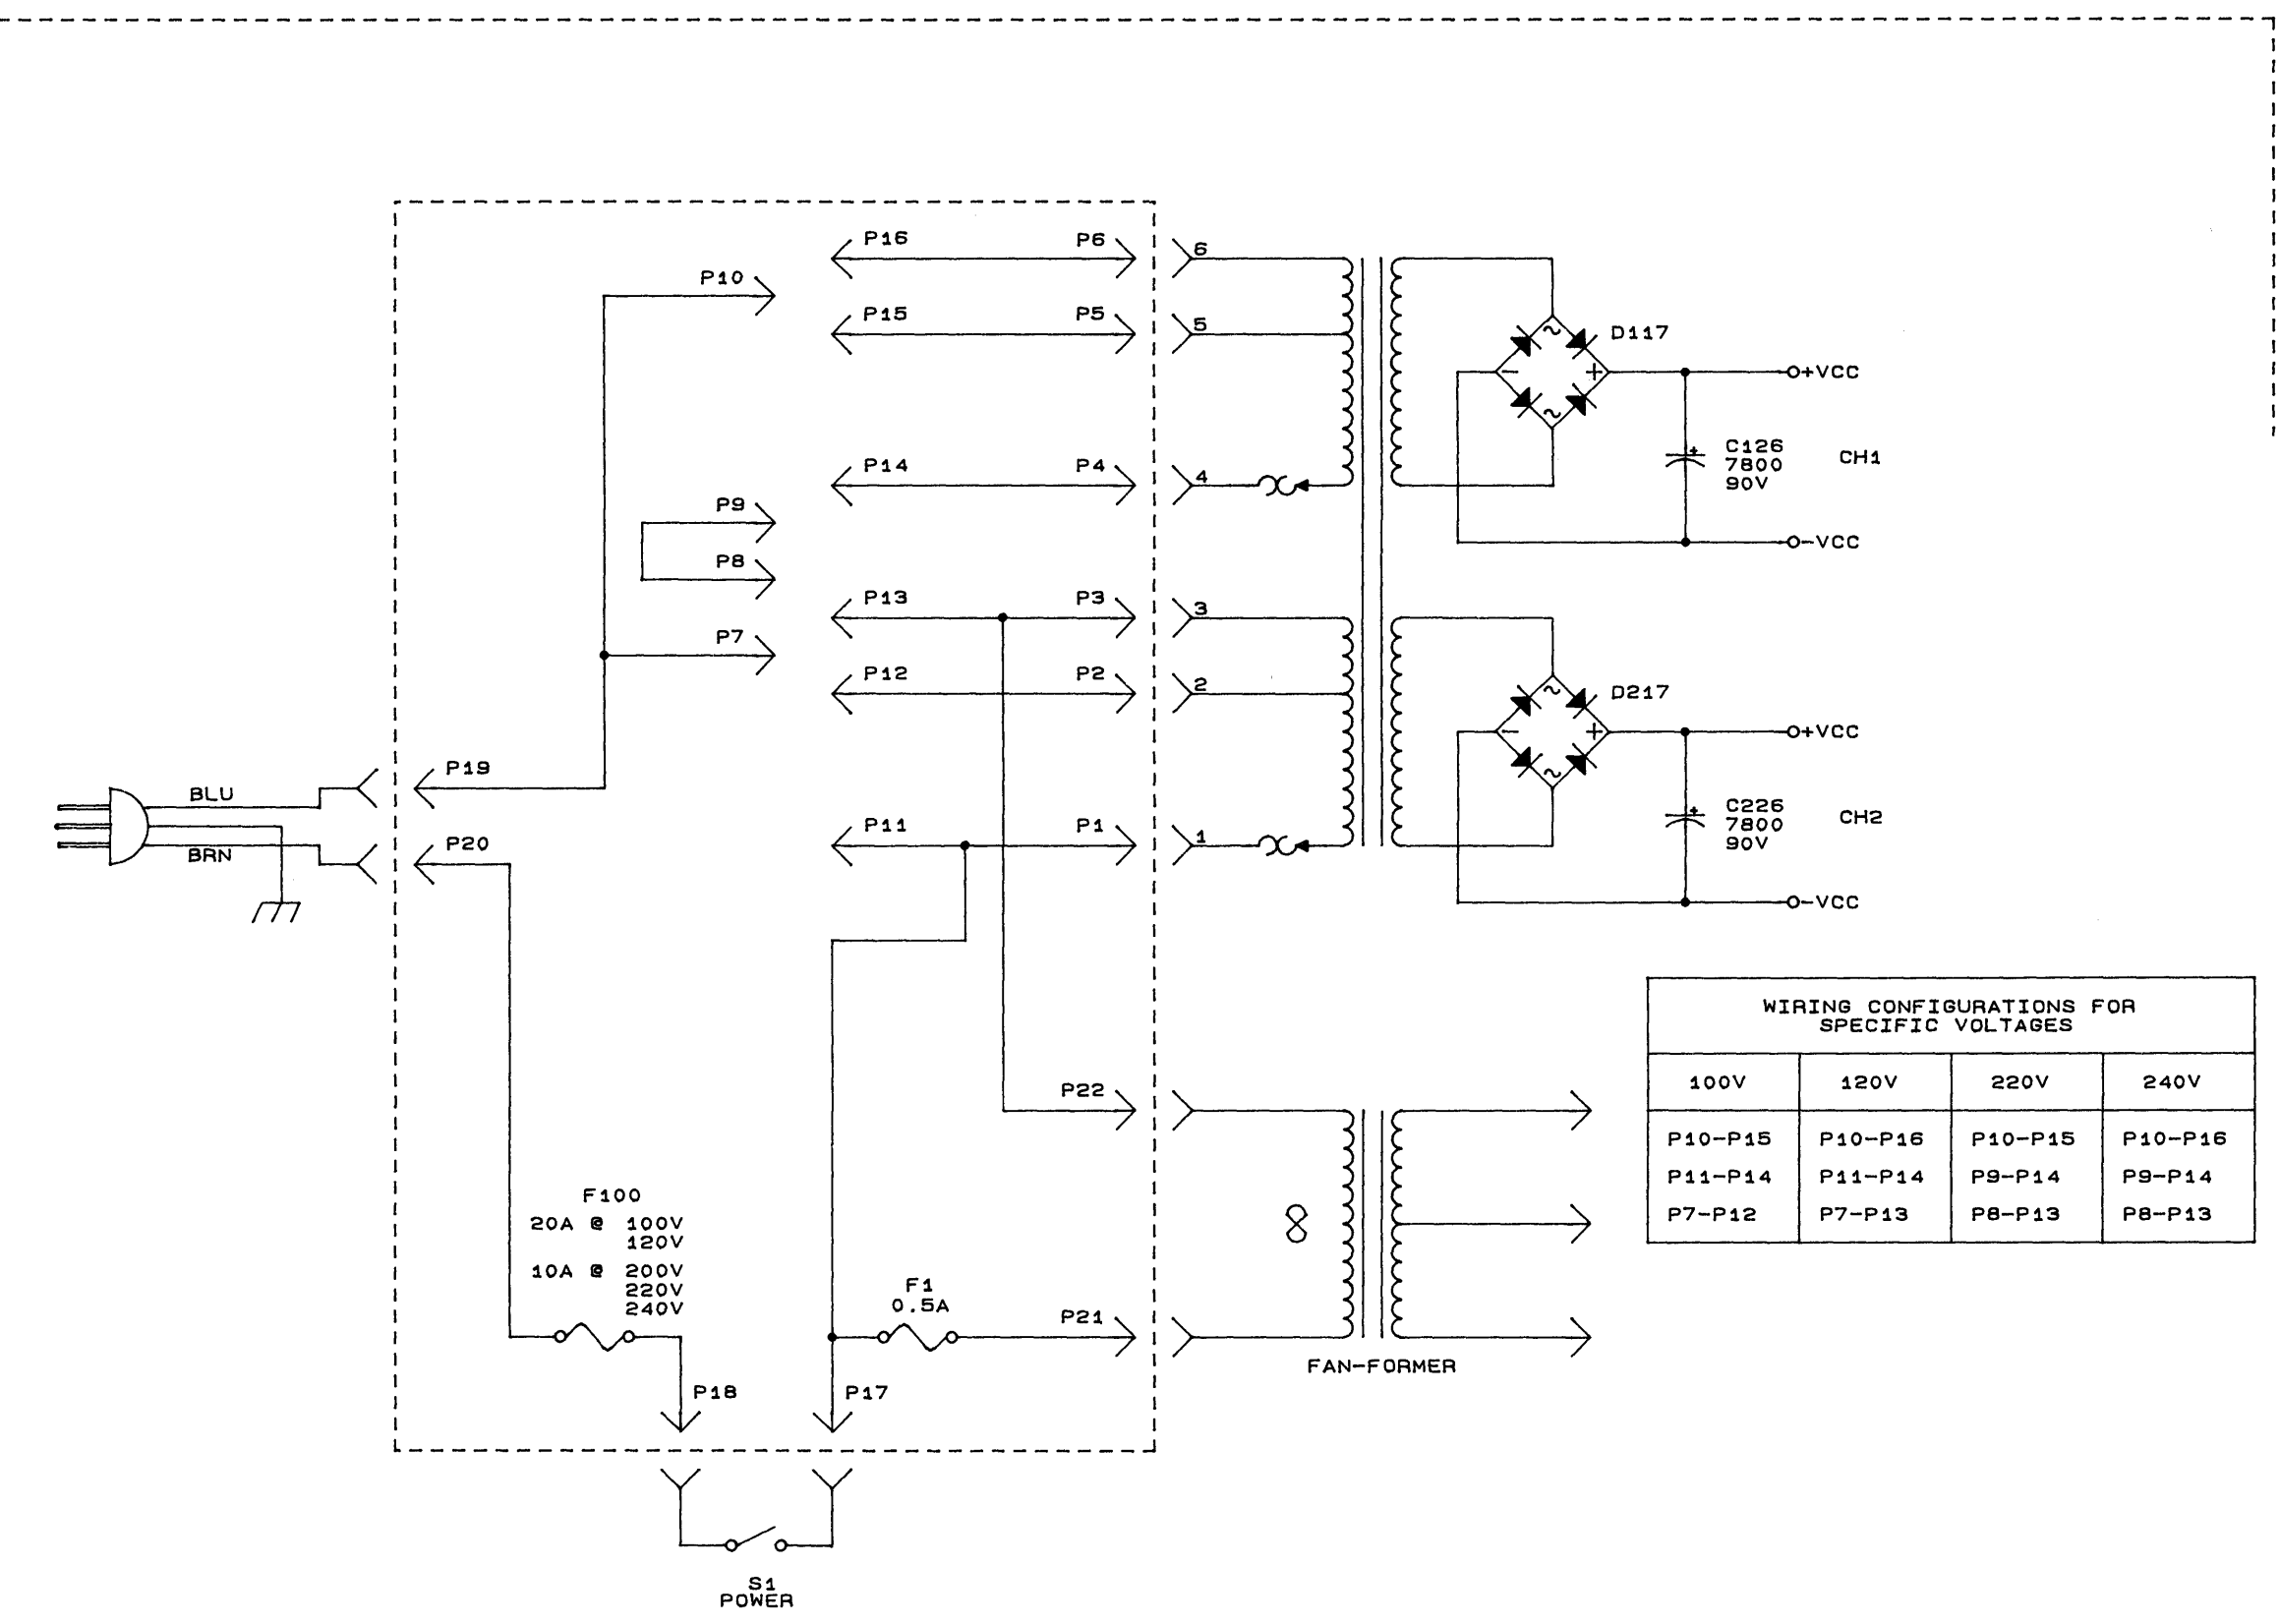 P16
P6
6
P10
P15
P5
5
D117
+VCC
P14
P4
4
C126
7800
90V
CH1
P9
-VCC
P8
P13
P3
3
P7
P12
P2
2
D217
+VCC
P19
BLU
P20
BRN
P11
P1
1
C226
7800
90V
CH2
-VCC
WIRING CONFIGURATIONS FOR
SPECIFIC VOLTAGES
100V 120V 220V 240V
P10-P15 P10-P16 P10-P15 P10-P16
P11-P14 P11-P14 P9-P14 P9-P14
P7-P12 P7-P13 P8-P13 P8-P13
P22
F100
20A @ 100V
120V
10A @ 200V
220V
240V
F1
0.5A
P21
FAN-FORMER
P18
P17
S1
POWER